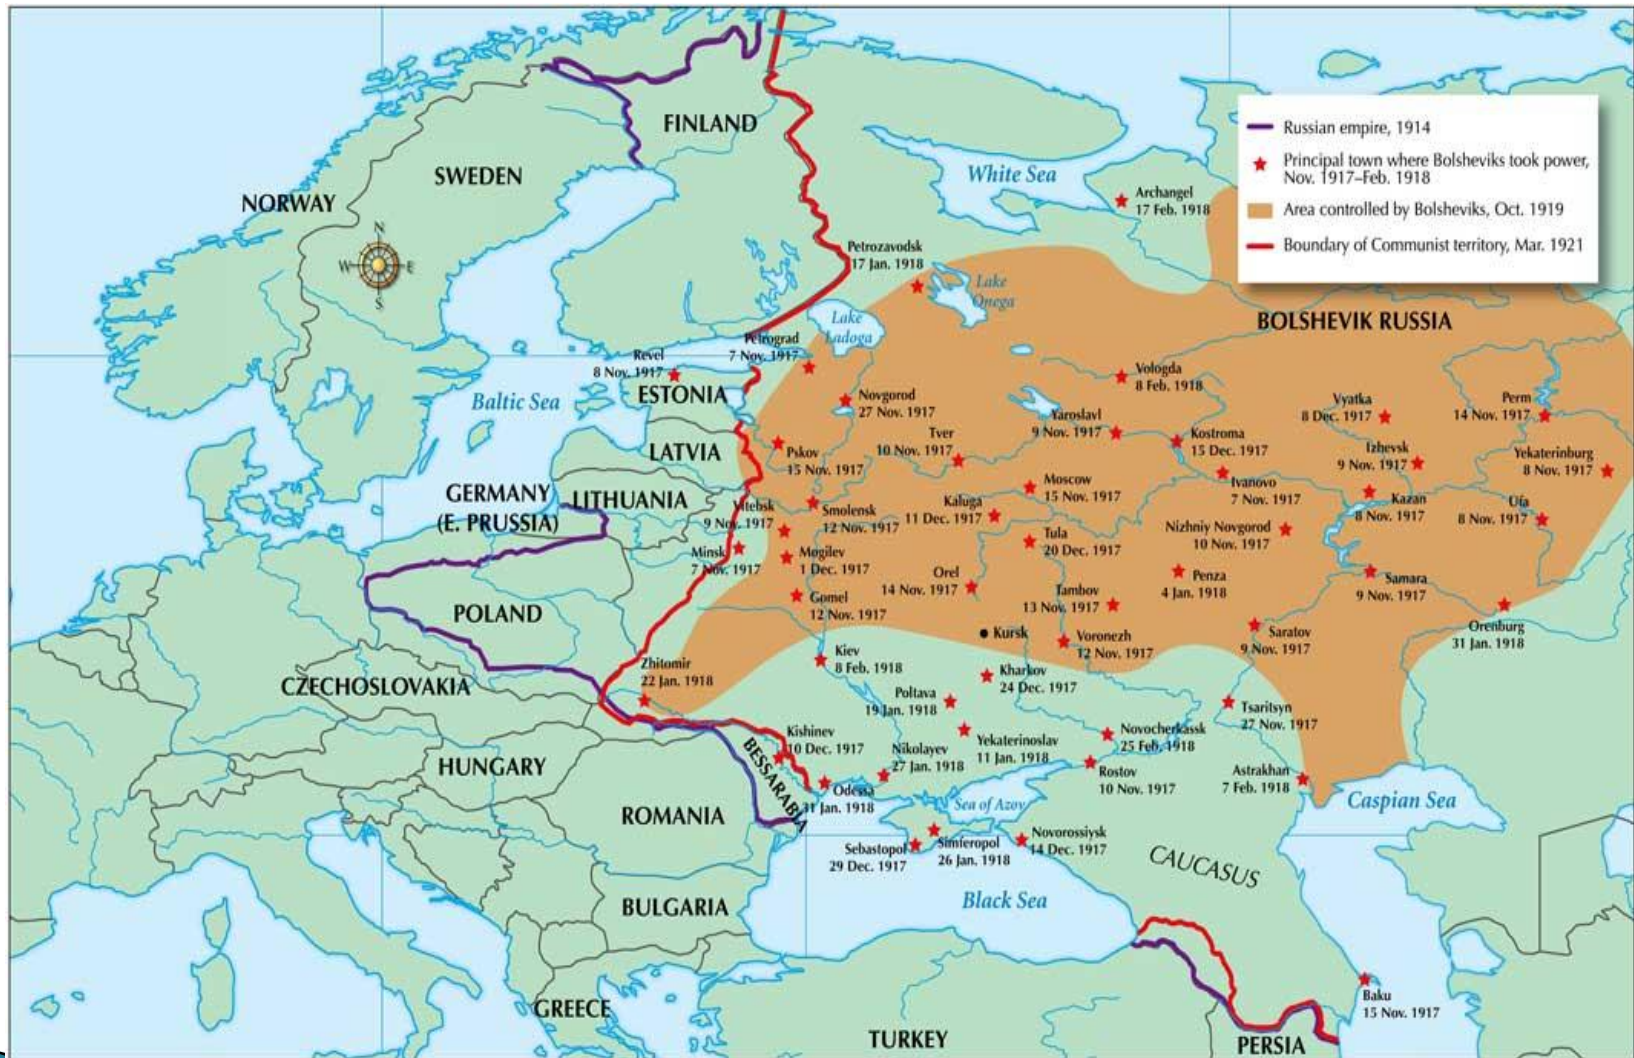 Russian empire, 1914
Principal town where Bolsheviks took power,
Nov. 1917–Feb. 1918
Area controlled by Bolsheviks, Oct. 1919
Boundary of Communist territory, Mar. 1921
FINLAND
SWEDEN
NORWAY
N
W
E
S
White Sea
Archangel
17 Feb. 1918
Petrozavodsk
17 Jan. 1918
Lake
Onega
BOLSHEVIK RUSSIA
Lake
Ladoga
Petrograd
7 Nov. 1917
Revel
8 Nov. 1917
ESTONIA
Baltic Sea
Novgorod
27 Nov. 1917
Vologda
8 Feb. 1918
Vyatka
8 Dec. 1917
Perm
14 Nov. 1917
Yaroslavl
9 Nov. 1917
Tver
10 Nov. 1917
Kostroma
15 Dec. 1917
LATVIA
Pskov
15 Nov. 1917
Izhevsk
9 Nov. 1917
Yekaterinburg
8 Nov. 1917
Moscow
15 Nov. 1917
Ivanovo
7 Nov. 1917
GERMANY
(E. PRUSSIA)
LITHUANIA
Vitebsk
9 Nov. 1917
Smolensk
12 Nov. 1917
Kaluga
11 Dec. 1917
Kazan
8 Nov. 1917
Ufa
8 Nov. 1917
Nizhniy Novgorod
10 Nov. 1917
Tula
20 Dec. 1917
Minsk
7 Nov. 1917
Mogilev
1 Dec. 1917
Orel
14 Nov. 1917
Penza
4 Jan. 1918
Samara
9 Nov. 1917
POLAND
Gomel
12 Nov. 1917
Tambov
13 Nov. 1917
Kursk
Voronezh
12 Nov. 1917
Saratov
9 Nov. 1917
Orenburg
31 Jan. 1918
Kiev
8 Feb. 1918
Zhitomir
22 Jan. 1918
Kharkov
24 Dec. 1917
CZECHOSLOVAKIA
Poltava
19 Jan. 1918
Tsaritsyn
27 Nov. 1917
Kishinev
10 Dec. 1917
Yekaterinoslav
11 Jan. 1918
Novocherkassk
25 Feb. 1918
HUNGARY
BESSARABIA
Nikolayev
27 Jan. 1918
Rostov
10 Nov. 1917
Astrakhan
7 Feb. 1918
Odessa
31 Jan. 1918
Sea of Azov
Caspian Sea
ROMANIA
Sebastopol
29 Dec. 1917
Simferopol
26 Jan. 1918
Novorossiysk
14 Dec. 1917
CAUCASUS
BULGARIA
Black Sea
GREECE
Baku
15 Nov. 1917
TURKEY
PERSIA